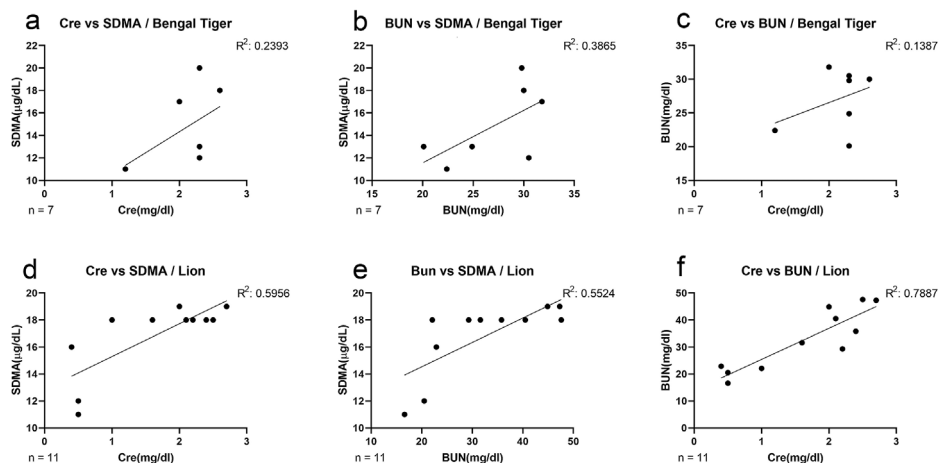 a
Cre vs SDMA / Bengal Tiger
R²: 0.2393
SDMA(μg/dL)
22
20
18
16
14
12
10
0
1
2
3
n = 7
Cre(mg/dl)
b
BUN vs SDMA / Bengal Tiger
R²: 0.3865
SDMA(μg/dL)
22
20
18
16
14
12
10
15
20
25
30
35
n = 7
BUN(mg/dl)
c
Cre vs BUN / Bengal Tiger
R²: 0.1387
BUN(mg/dl)
35
30
25
20
15
0
1
2
3
n = 7
Cre(mg/dl)
d
Cre vs SDMA / Lion
R²: 0.5956
SDMA(μg/dL)
20
18
16
14
12
10
0
1
2
3
n = 11
Cre(mg/dl)
e
Bun vs SDMA / Lion
R²: 0.5524
SDMA(μg/dL)
20
18
16
14
12
10
10
20
30
40
50
n = 11
BUN(mg/dl)
f
Cre vs BUN / Lion
R²: 0.7887
BUN(mg/dl)
50
40
30
20
10
0
0
1
2
3
n = 11
Cre(mg/dl)